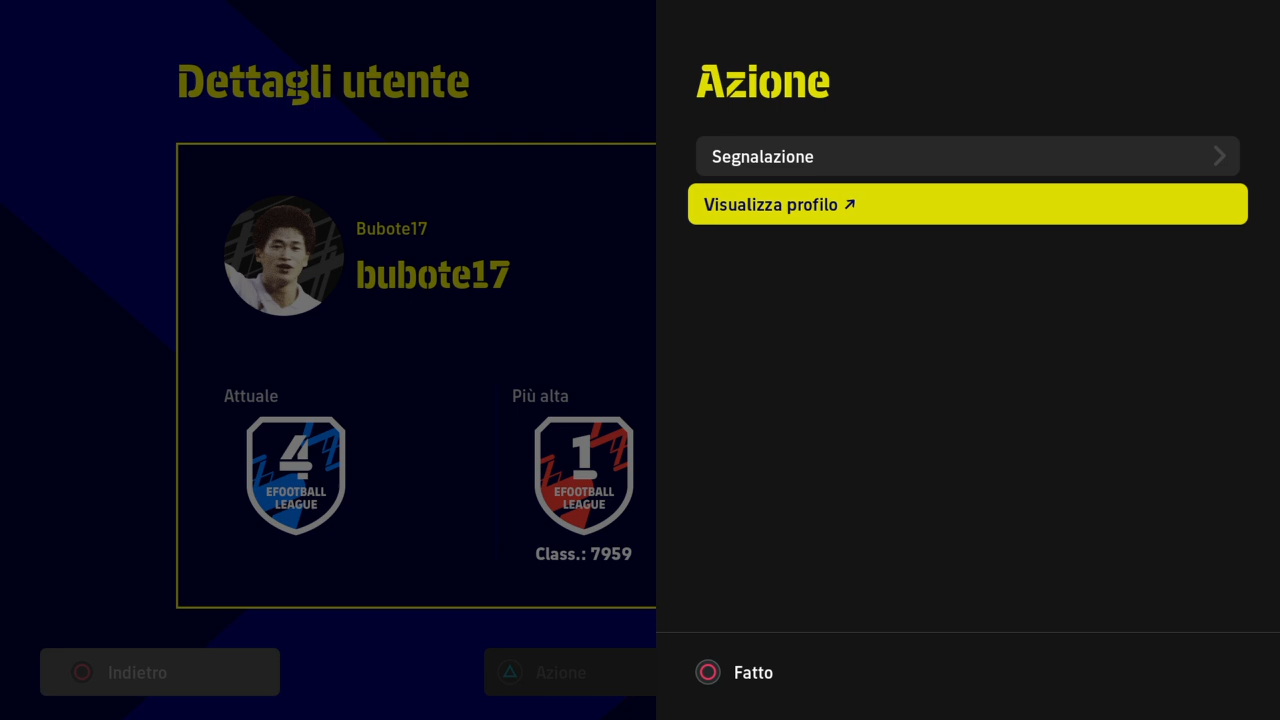 Dettagli utente
Bubote17
bubote17
Attuale
4
EFOOTBALL
LEAGUE
Più alta
1
EFOOTBALL
LEAGUE
Class.: 7959
Indietro
Azione
Azione
Segnalazione
Visualizza profilo ↗
Fatto